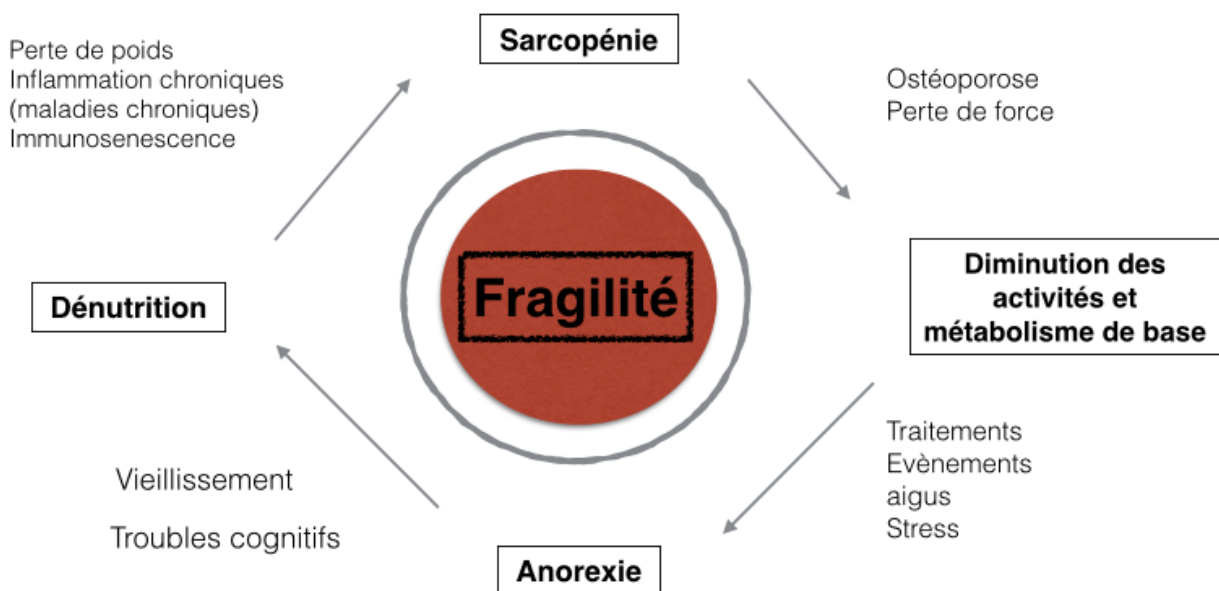 Sarcopénie
Perte de poids
Inflammation chroniques
(maladies chroniques)
Immunosenescence
Ostéoporose
Perte de force
Dénutrition
Fragilité
Diminution des
activités et
métabolisme de base
Traitements
Evènements
aigus
Stress
Vieillissement
Troubles cognitifs
Anorexie